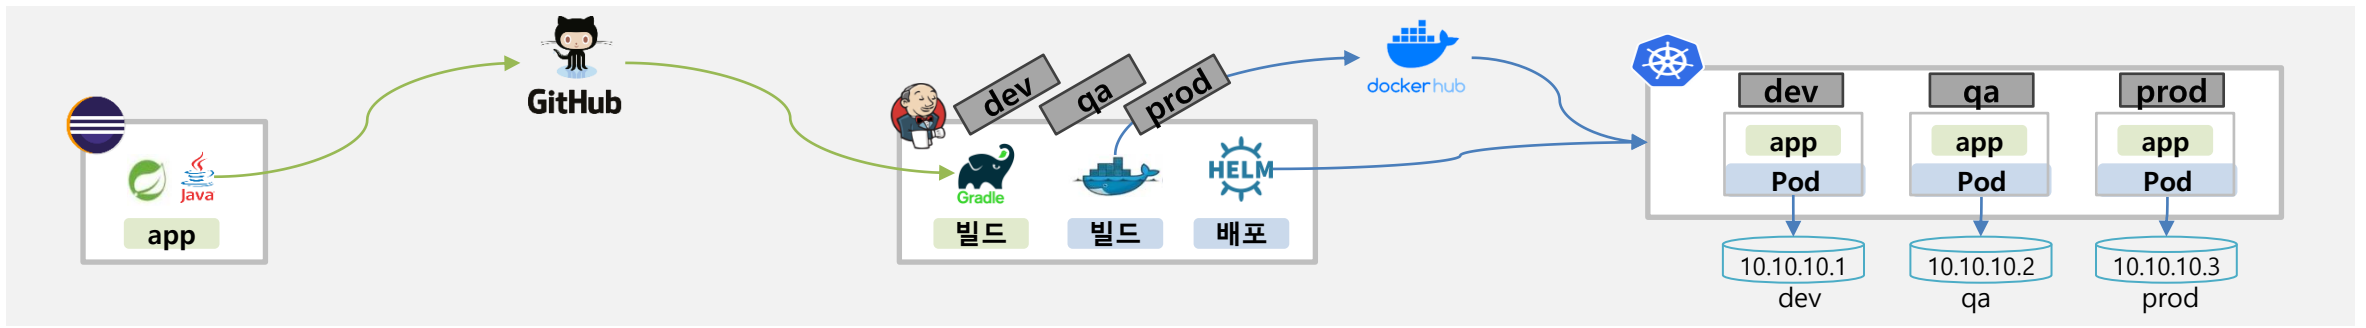 Java
app
GitHub
dev
qa
prod
Gradle
빌드
빌드
HELM
배포
docker hub
dev
app
Pod
10.10.10.1
dev
qa
app
Pod
10.10.10.2
qa
prod
app
Pod
10.10.10.3
prod